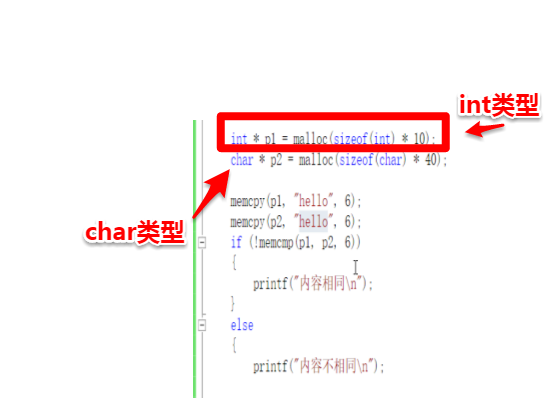 int类型
int * p1 = malloc(sizeof(int) * 10);
char * p2 = malloc(sizeof(char) * 40);
char类型
memcpy(p1, "hello", 6);
memcpy(p2, "hello", 6);
if (!memcmp(p1, p2, 6))
{
printf("内容相同\n");
}
else
{
printf("内容不相同\n");